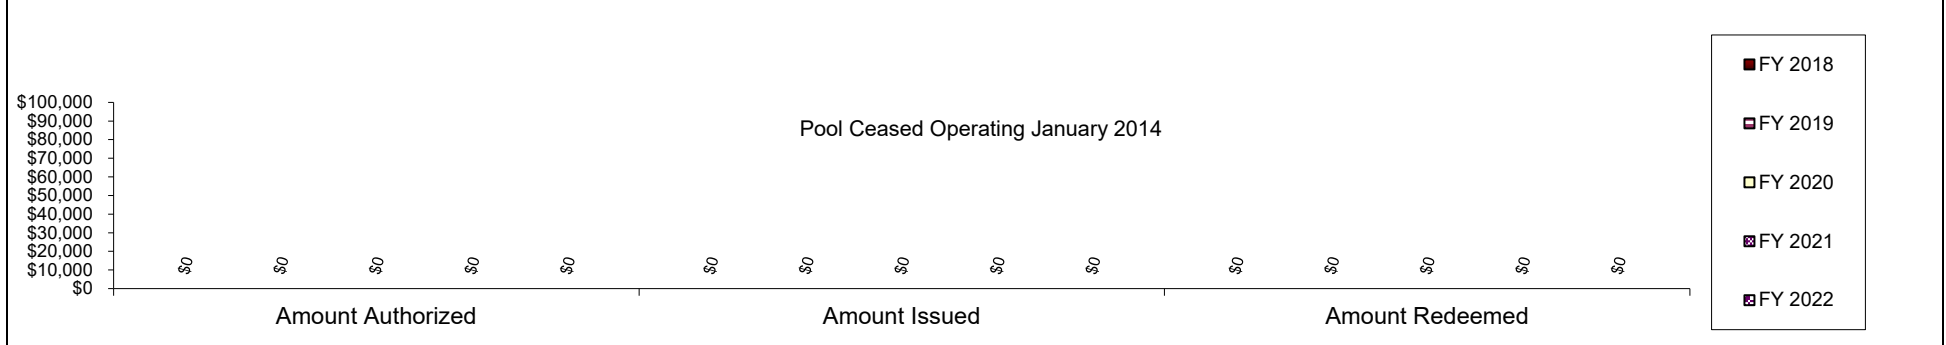 $100,000
$90,000
$80,000
$70,000
$60,000
$50,000
$40,000
$30,000
$20,000
$10,000
$0
Pool Ceased Operating January 2014
$0 $0 $0 $0 $0 $0 $0 $0 $0 $0 $0 $0 $0 $0 $0
Amount Authorized Amount Issued Amount Redeemed
FY 2018
FY 2019
FY 2020
FY 2021
FY 2022